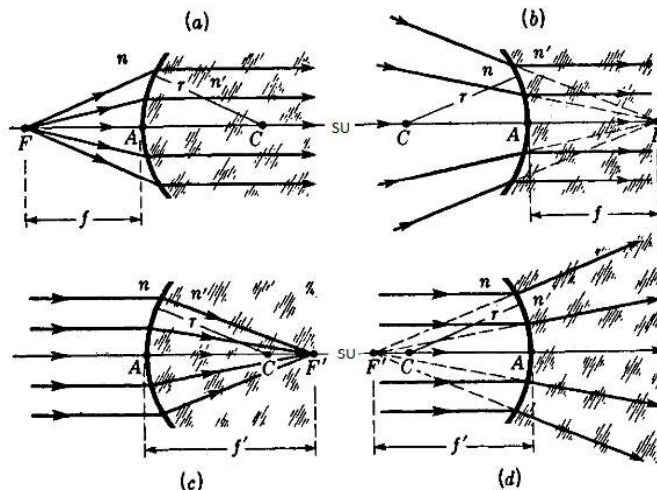 (a) (b)
n n n'
r n' r
F A C SU C A
f f
n n' n n'
r r
A C F' SU F' C A
f' f'
(c) (d)